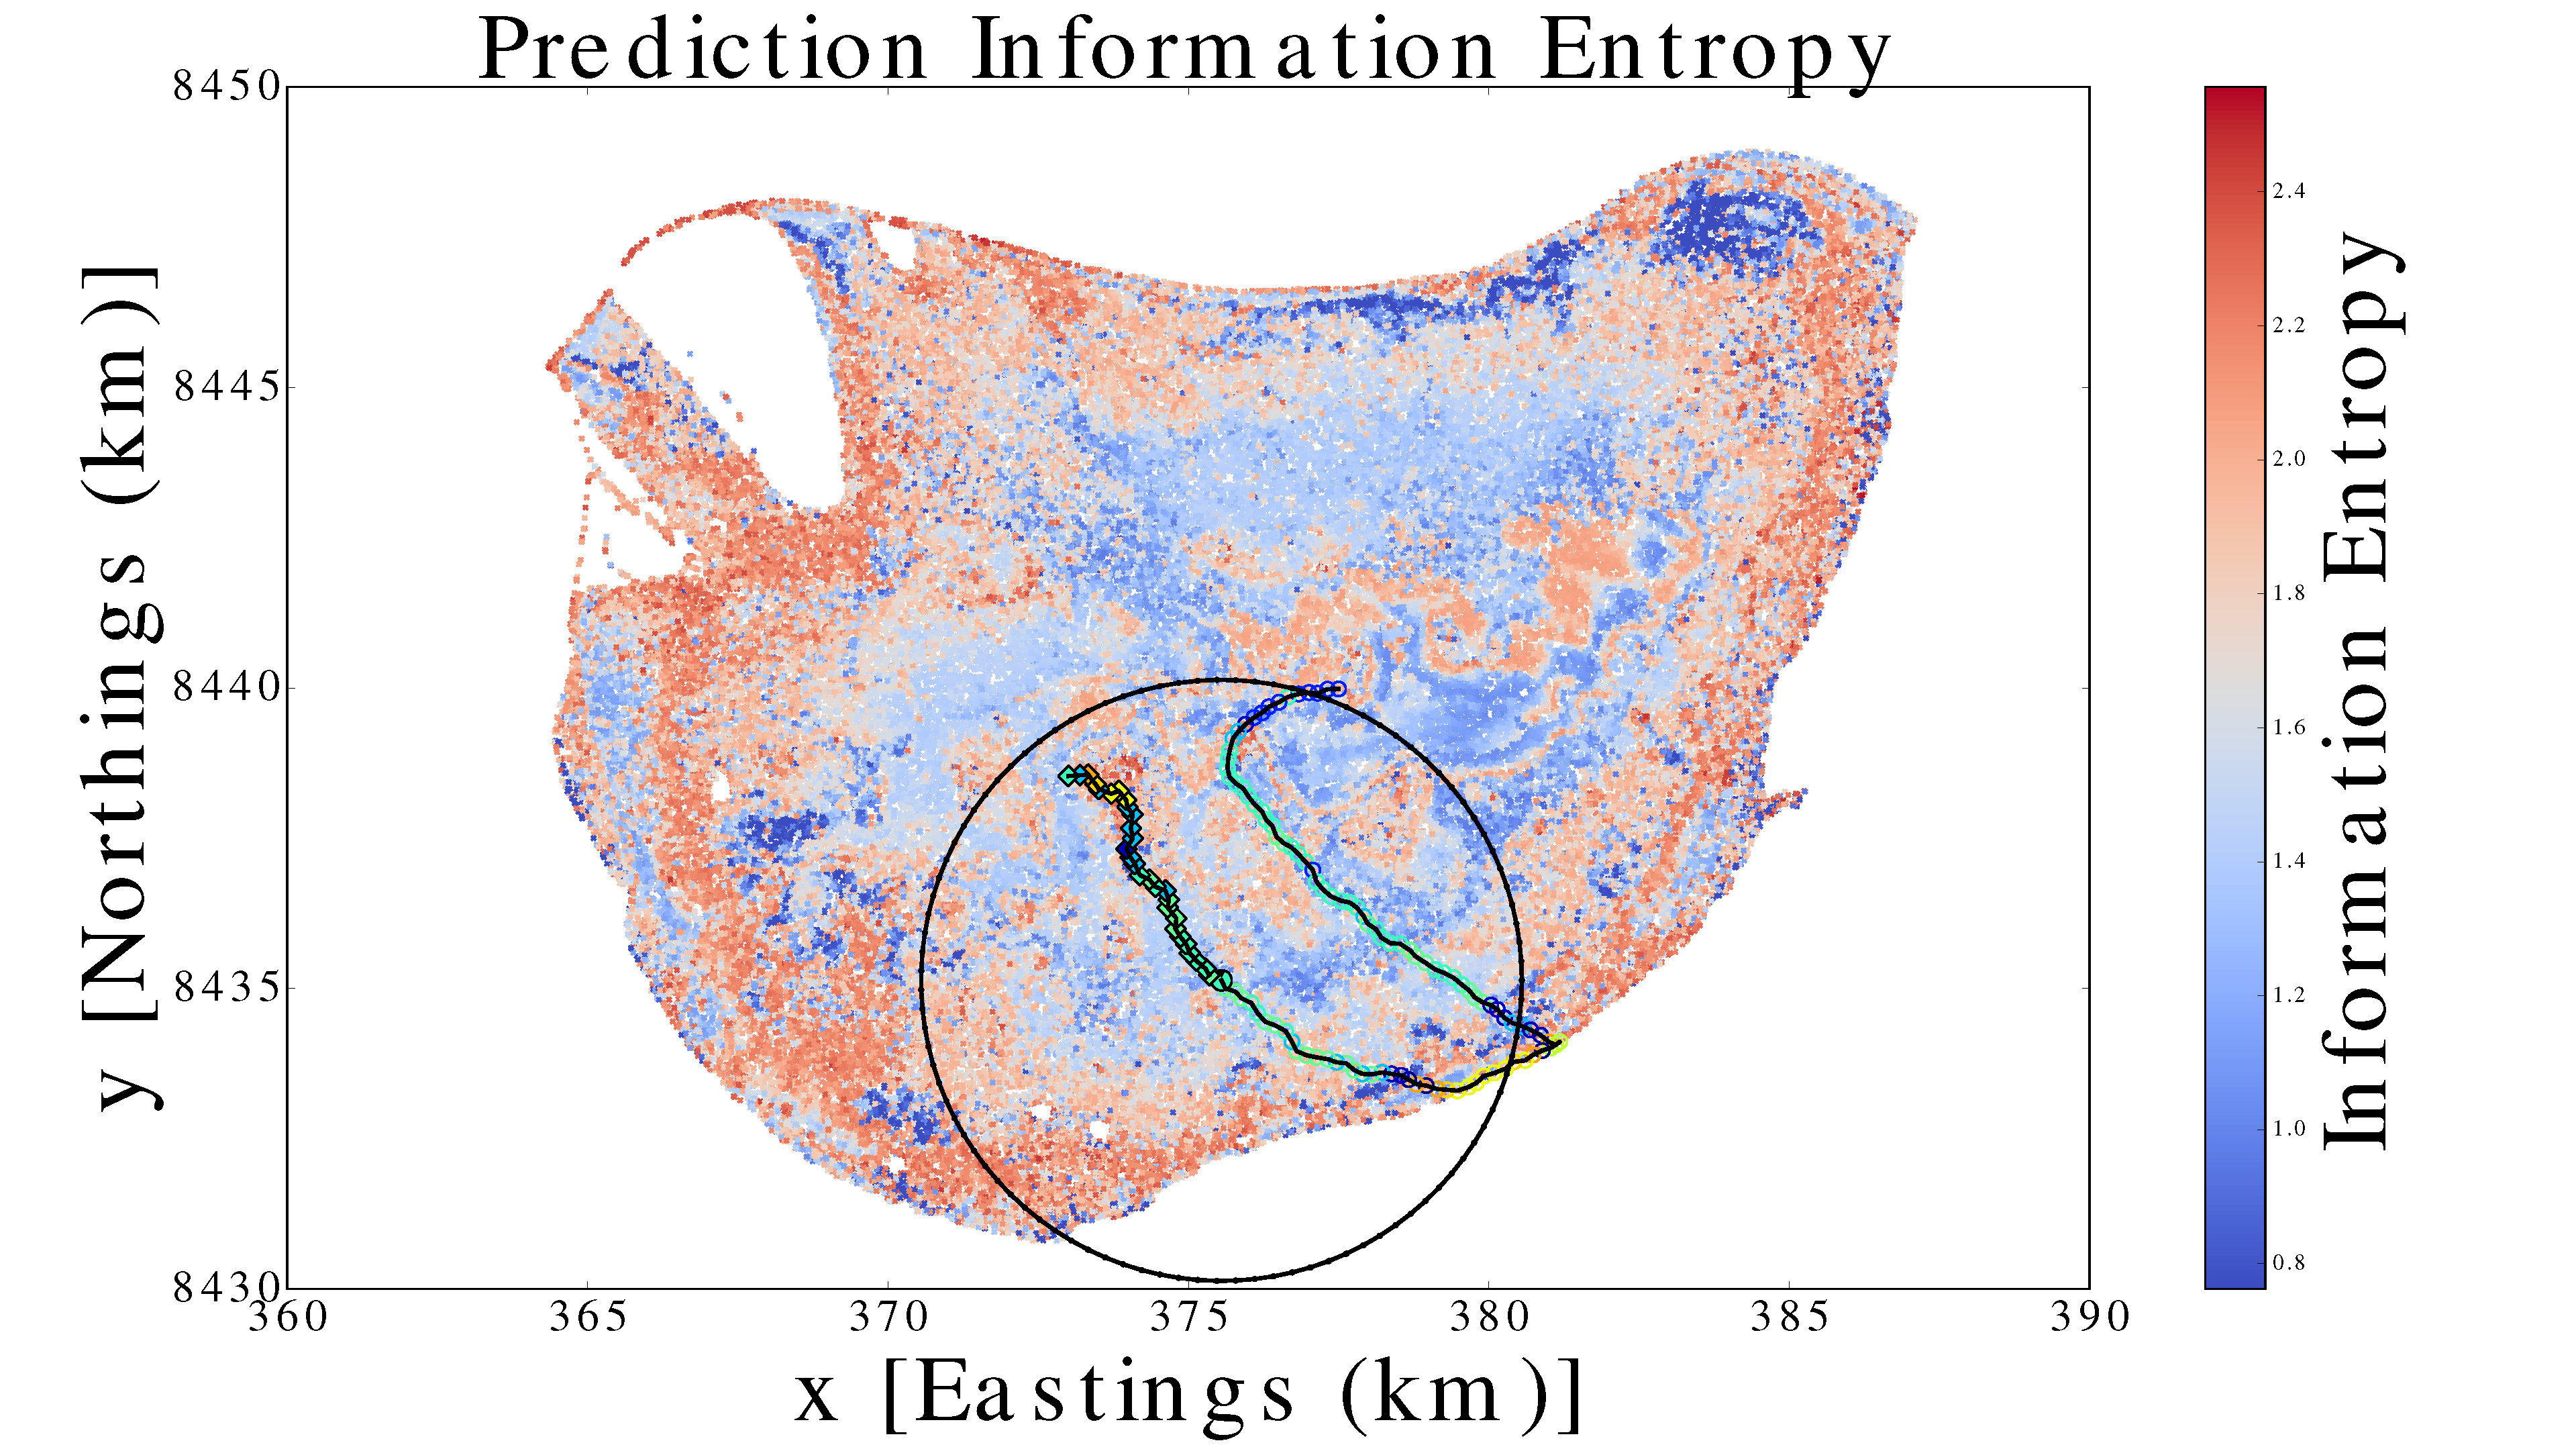 Prediction Information Entropy
y [Northings (km)]
8450
8445
8440
8435
8430
360 365 370 375 380 385 390
x [Eastings (km)]
2.4
2.2
2.0
1.8
1.6
1.4
1.2
1.0
0.8
Information Entropy